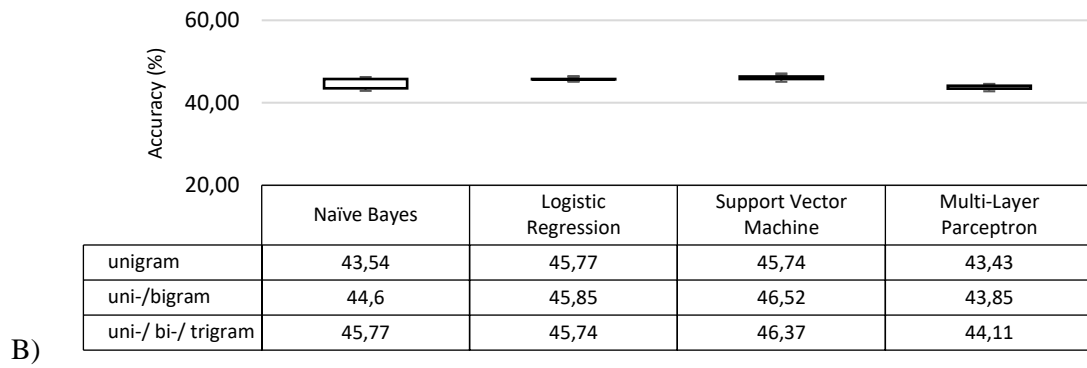 60,00
Accuracy (%)
40,00
20,00
Naïve Bayes Logistic Regression Support Vector Machine Multi-Layer Parceptron
unigram 43,54 45,77 45,74 43,43
uni-/bigram 44,6 45,85 46,52 43,85
uni-/ bi-/ trigram 45,77 45,74 46,37 44,11
B)